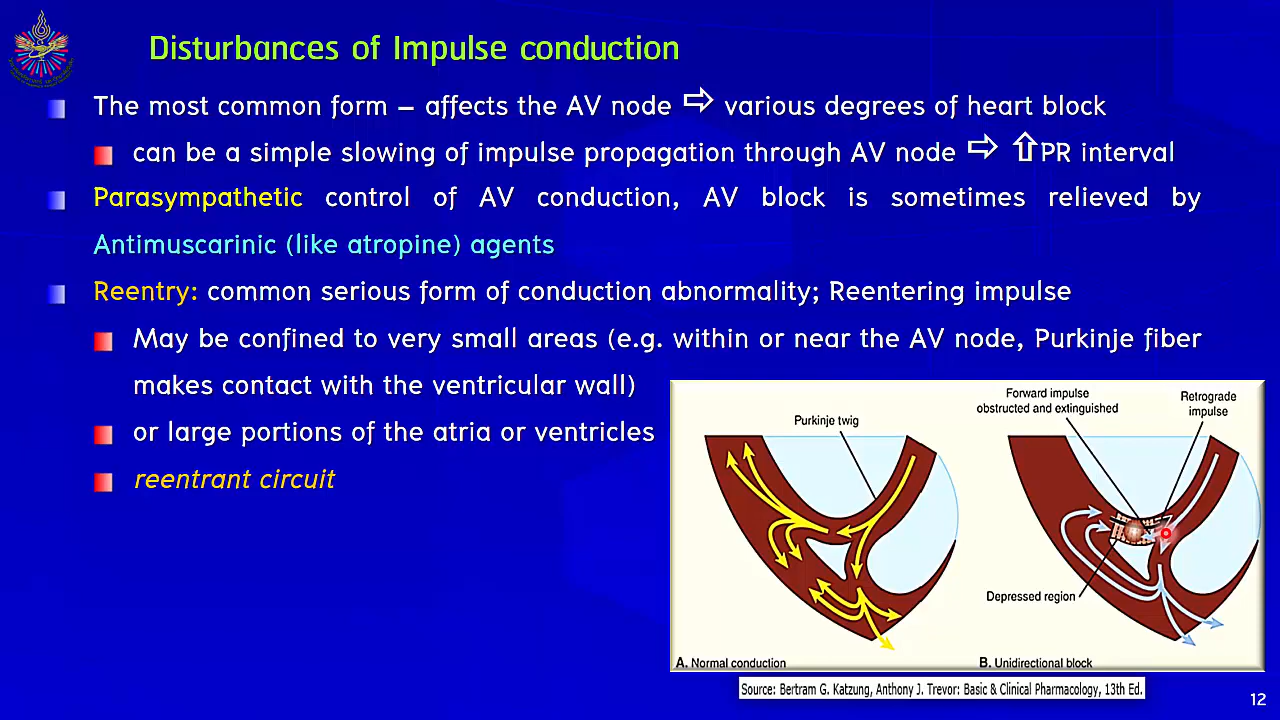 Disturbances of Impulse conduction
The most common form – affects the AV node ⇨ various degrees of heart block
can be a simple slowing of impulse propagation through AV node ⇨ ⇧PR interval
Parasympathetic control of AV conduction, AV block is sometimes relieved by
Antimuscarinic (like atropine) agents
Reentry: common serious form of conduction abnormality; Reentering impulse
May be confined to very small areas (e.g. within or near the AV node, Purkinje fiber
makes contact with the ventricular wall)
or large portions of the atria or ventricles
reentrant circuit
Purkinje twig
Forward impulse
obstructed and extinguished
Retrograde
impulse
Depressed region
A. Normal conduction
B. Unidirectional block
Source: Bertram G. Katzung, Anthony J. Trevor: Basic & Clinical Pharmacology, 13th Ed.
12